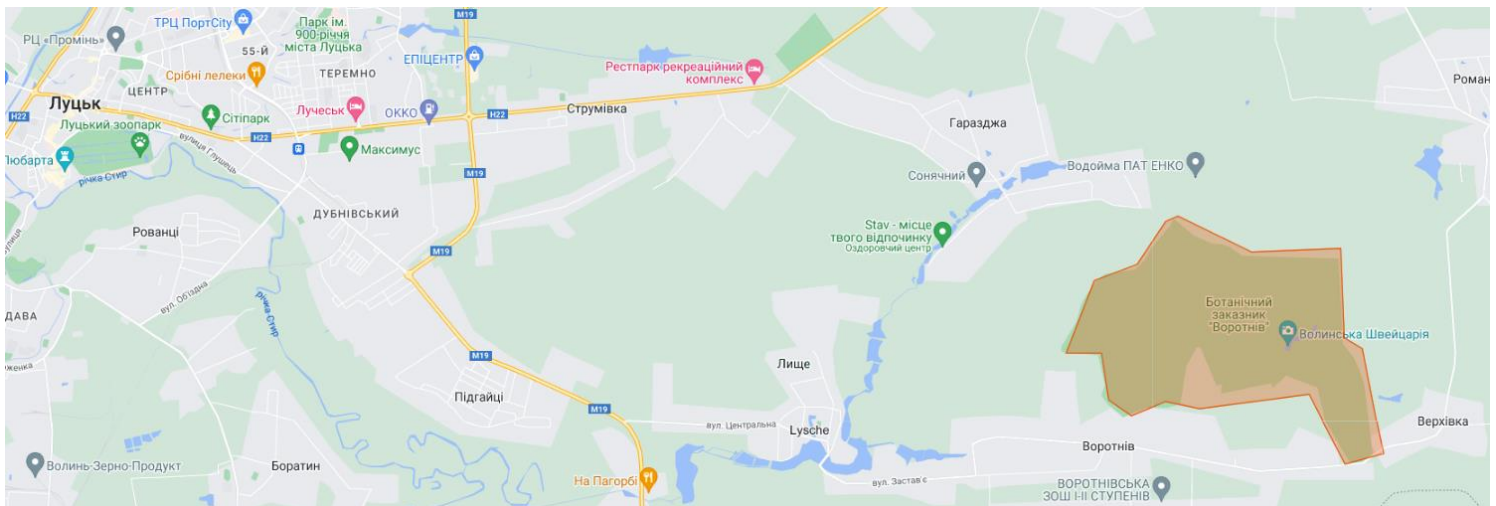 M19
ТРЦ ПортCity
Парк ім.
900-річчя
міста Луцька
РЦ «Промінь»
55-й
ЕПІЦЕНТР
Рестпарк рекреаційний
комплекс
Срібні лелеки
ТЕРЕМНО
Роман
ЦЕНТР
Луцьк
Лучеськ
ОККО
H22
Струмівка
H22
Сітіпарк
Гаразджа
Луцький зоопарк
H22
вулиця Глушець
Максимус
Любарта
Водойма ПАТ ЕНКО
річка Стир
M19
Сонячний
ДУБНІВСЬКИЙ
Рованці
Stav - місце
твого відпочинку
Оздоровчий центр
M19
вул. Об'їзна
річка Стир
Ботанічний
заказник
"Воротнів"
ДАВА
Волинська Швейцарія
M19
Лище
Підгайці
M19
вул. Центральна
Lysche
Верхівка
Воротнів
Волинь-Зерно-Продукт
Боратин
На Пагорбі
вул. Застав'є
ВОРОТНІВСЬКА
ЗОШ І-ІІ СТУПЕНІВ